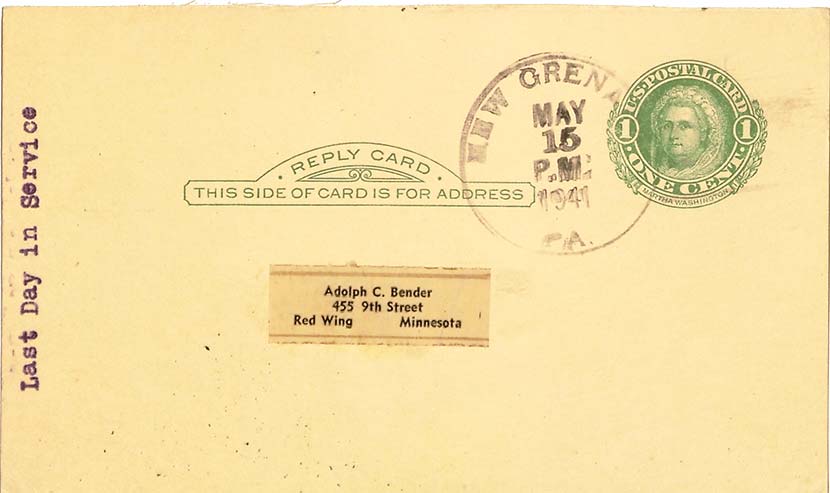 Last Day in Service
REPLY CARD
THIS SIDE OF CARD IS FOR ADDRESS
NEW GRENA
MAY
15
P.M.
1941
PA.
U.S. POSTAL CARD
1 1
ONE CENT
MARTHA WASHINGTON
Adolph C. Bender
455 9th Street
Red Wing Minnesota